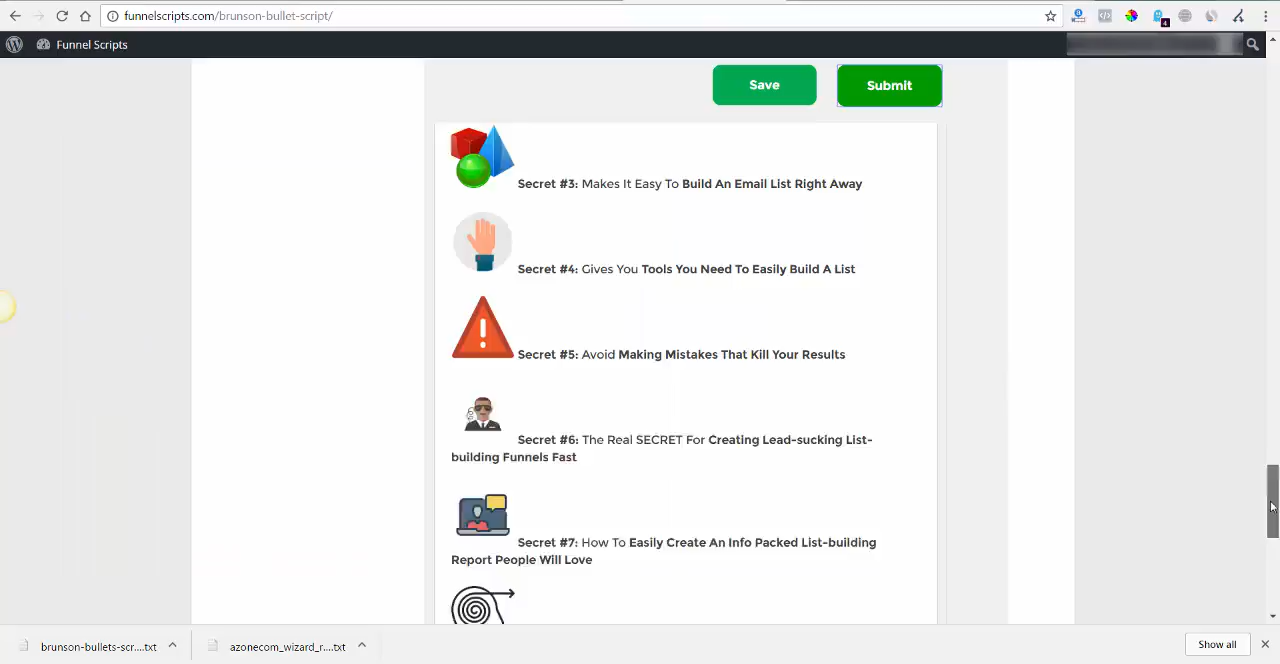 funnelscripts.com/brunson-bullet-script/
4
Funnel Scripts
Save
Submit
Secret #3: Makes It Easy To Build An Email List Right Away
Secret #4: Gives You Tools You Need To Easily Build A List
Secret #5: Avoid Making Mistakes That Kill Your Results
Secret #6: The Real SECRET For Creating Lead-sucking List-
building Funnels Fast
Secret #7: How To Easily Create An Info Packed List-building
Report People Will Love
brunson-bullets-scr....txt
azonecom_wizard_r....txt
Show all